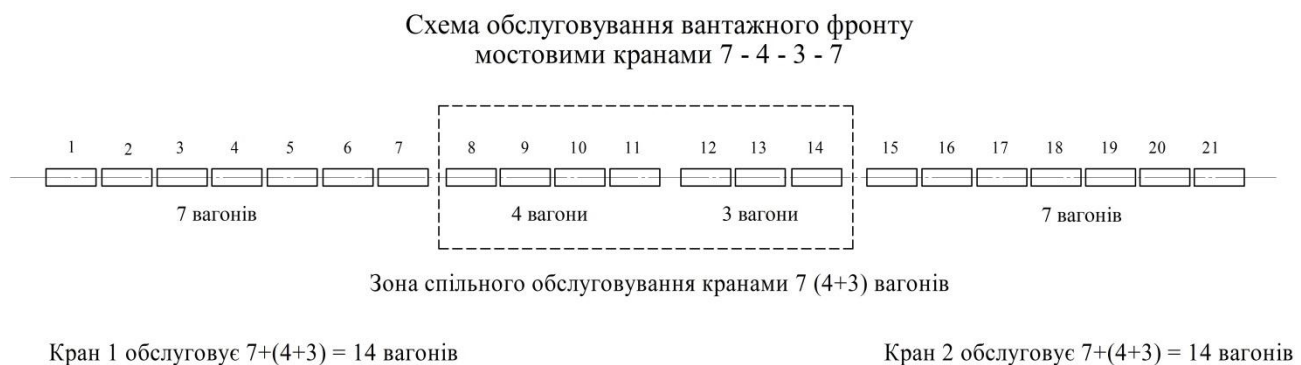 Схема обслуговування вантажного фронту
мостовими кранами 7 - 4 - 3 - 7
1 2 3 4 5 6 7 8 9 10 11 12 13 14 15 16 17 18 19 20 21
7 вагонів 4 вагони 3 вагони 7 вагонів
Зона спільного обслуговування кранами 7 (4+3) вагонів
Кран 1 обслуговує 7+(4+3) = 14 вагонів Кран 2 обслуговує 7+(4+3) = 14 вагонів